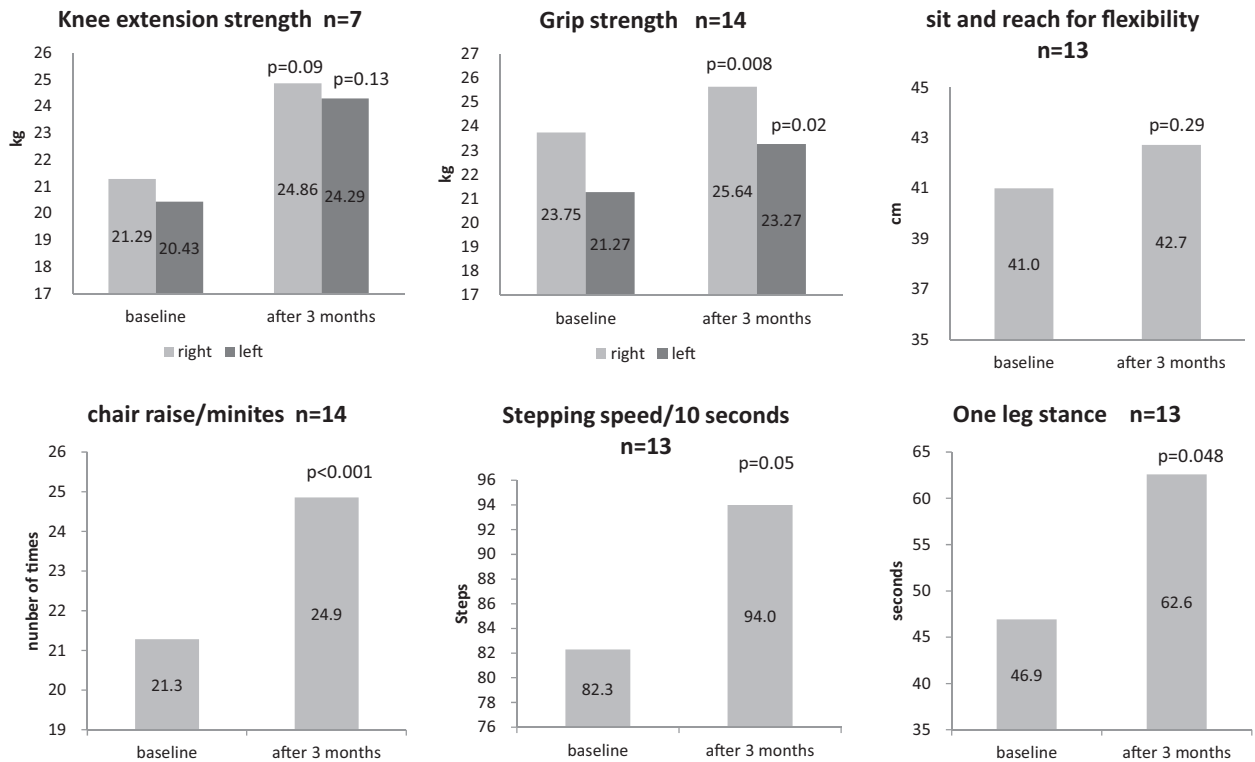 Knee extension strength n=7
26
25
24
23
22
21
20
19
18
17
kg
p=0.09
p=0.13
21.29
20.43
24.86
24.29
baseline
after 3 months
right left
Grip strength n=14
27
26
25
24
23
22
21
20
19
18
17
kg
p=0.008
p=0.02
23.75
21.27
25.64
23.27
baseline
after 3 months
right left
sit and reach for flexibility
n=13
45
43
41
39
37
35
cm
p=0.29
41.0
42.7
baseline
after 3 months
chair raise/minites n=14
26
25
24
23
22
21
20
19
nunber of times
p<0.001
21.3
24.9
baseline
after 3 months
Stepping speed/10 seconds
n=13
96
94
92
90
88
86
84
82
80
78
76
Steps
p=0.05
82.3
94.0
baseline
after 3 months
One leg stance n=13
65
60
55
50
45
40
35
seconds
p=0.048
46.9
62.6
baseline
after 3 months